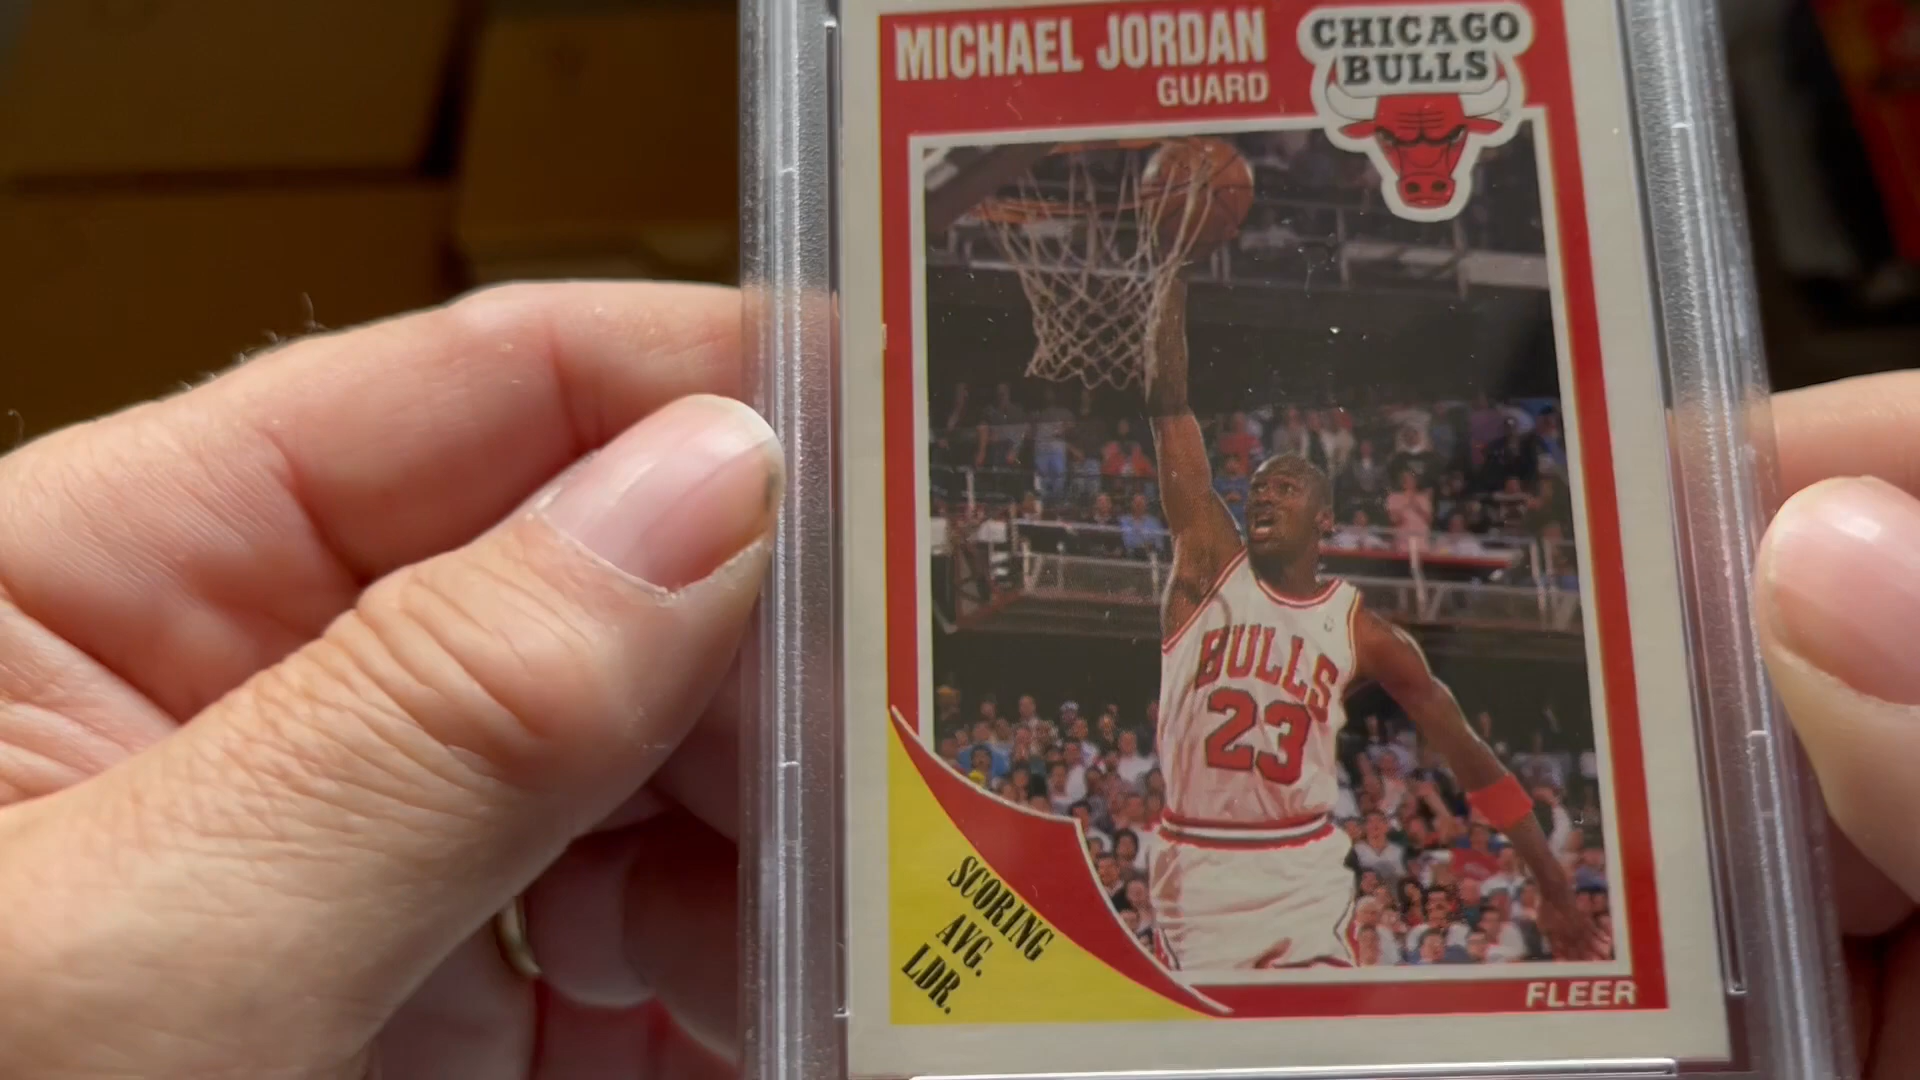 MICHAEL JORDAN
GUARD
CHICAGO
BULLS
BULLS
23
SCORING
AVG.
LDR.
FLEER